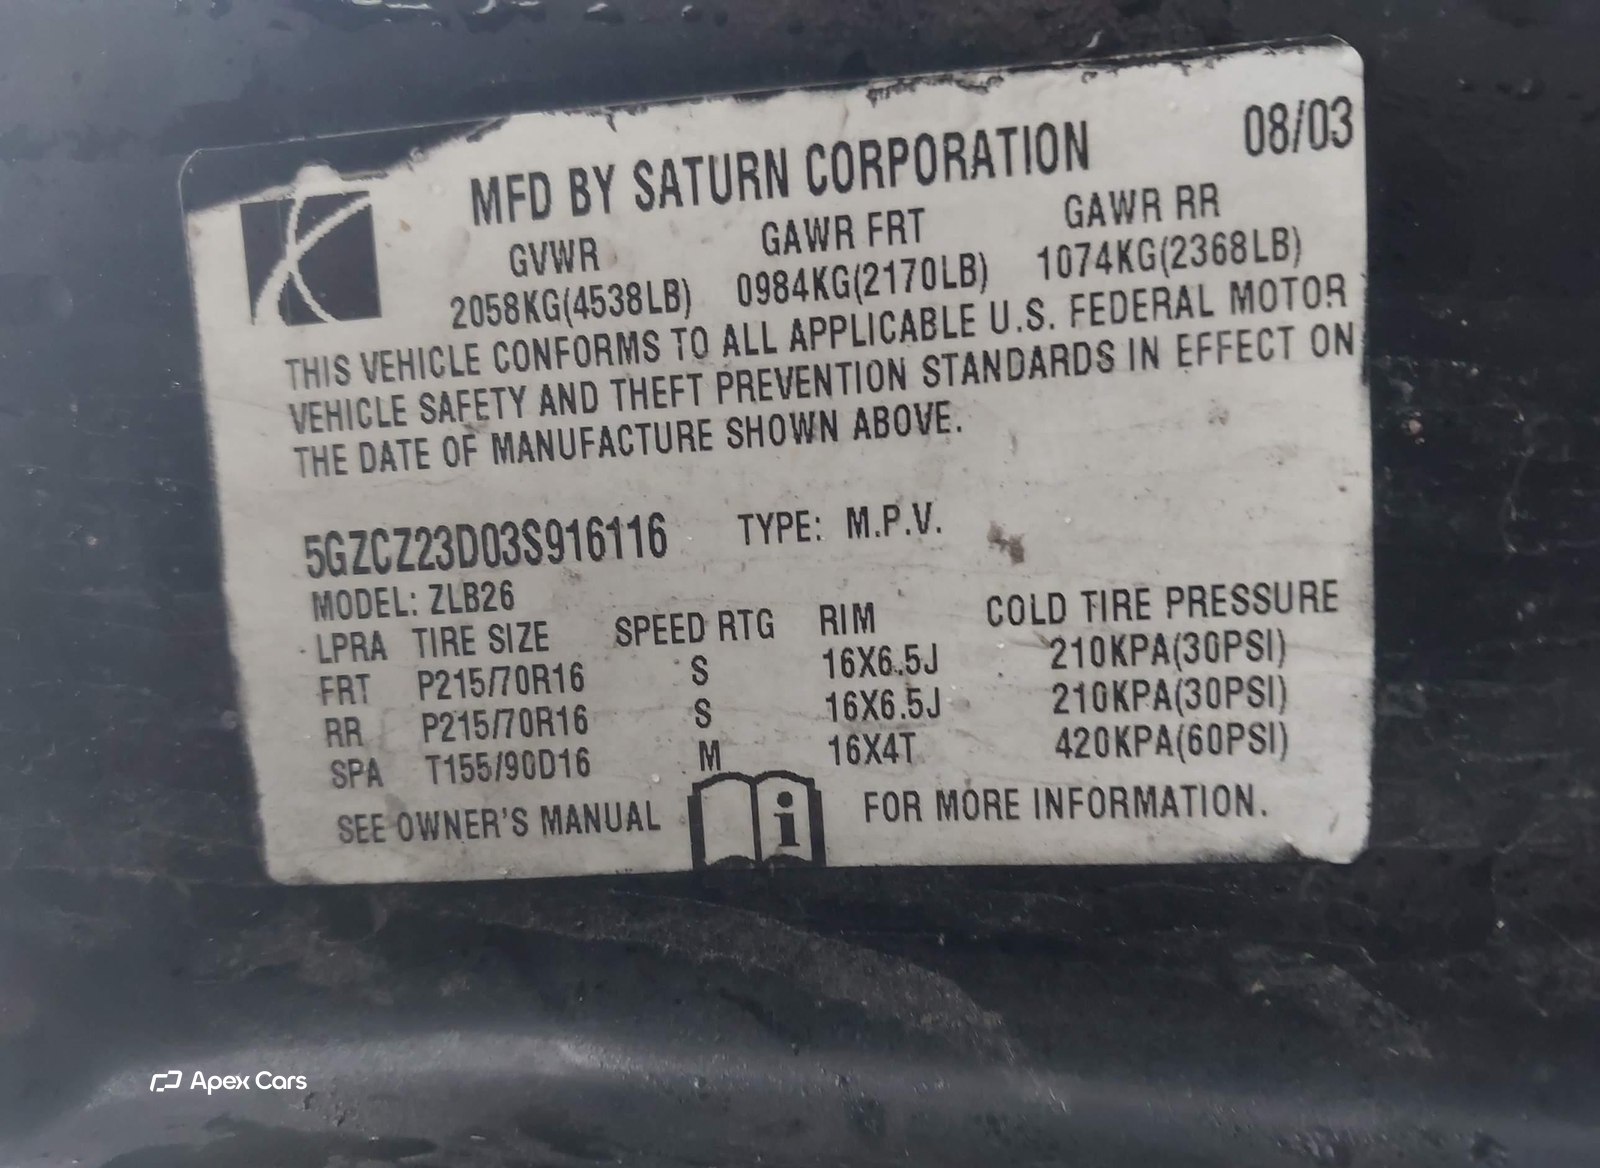 MFD BY SATURN CORPORATION 08/03
GVWR GAWR FRT GAWR RR
2058KG(4538LB) 0984KG(2170LB) 1074KG(2368LB)
THIS VEHICLE CONFORMS TO ALL APPLICABLE U.S. FEDERAL MOTOR
VEHICLE SAFETY AND THEFT PREVENTION STANDARDS IN EFFECT ON
THE DATE OF MANUFACTURE SHOWN ABOVE.
5GZCZ23D03S916116 TYPE: M.P.V.
MODEL: ZLB26
LPRA TIRE SIZE SPEED RTG RIM COLD TIRE PRESSURE
FRT P215/70R16 S 16X6.5J 210KPA(30PSI)
RR P215/70R16 S 16X6.5J 210KPA(30PSI)
SPA T155/90D16 M 16X4T 420KPA(60PSI)
SEE OWNER'S MANUAL i FOR MORE INFORMATION.
Apex Cars